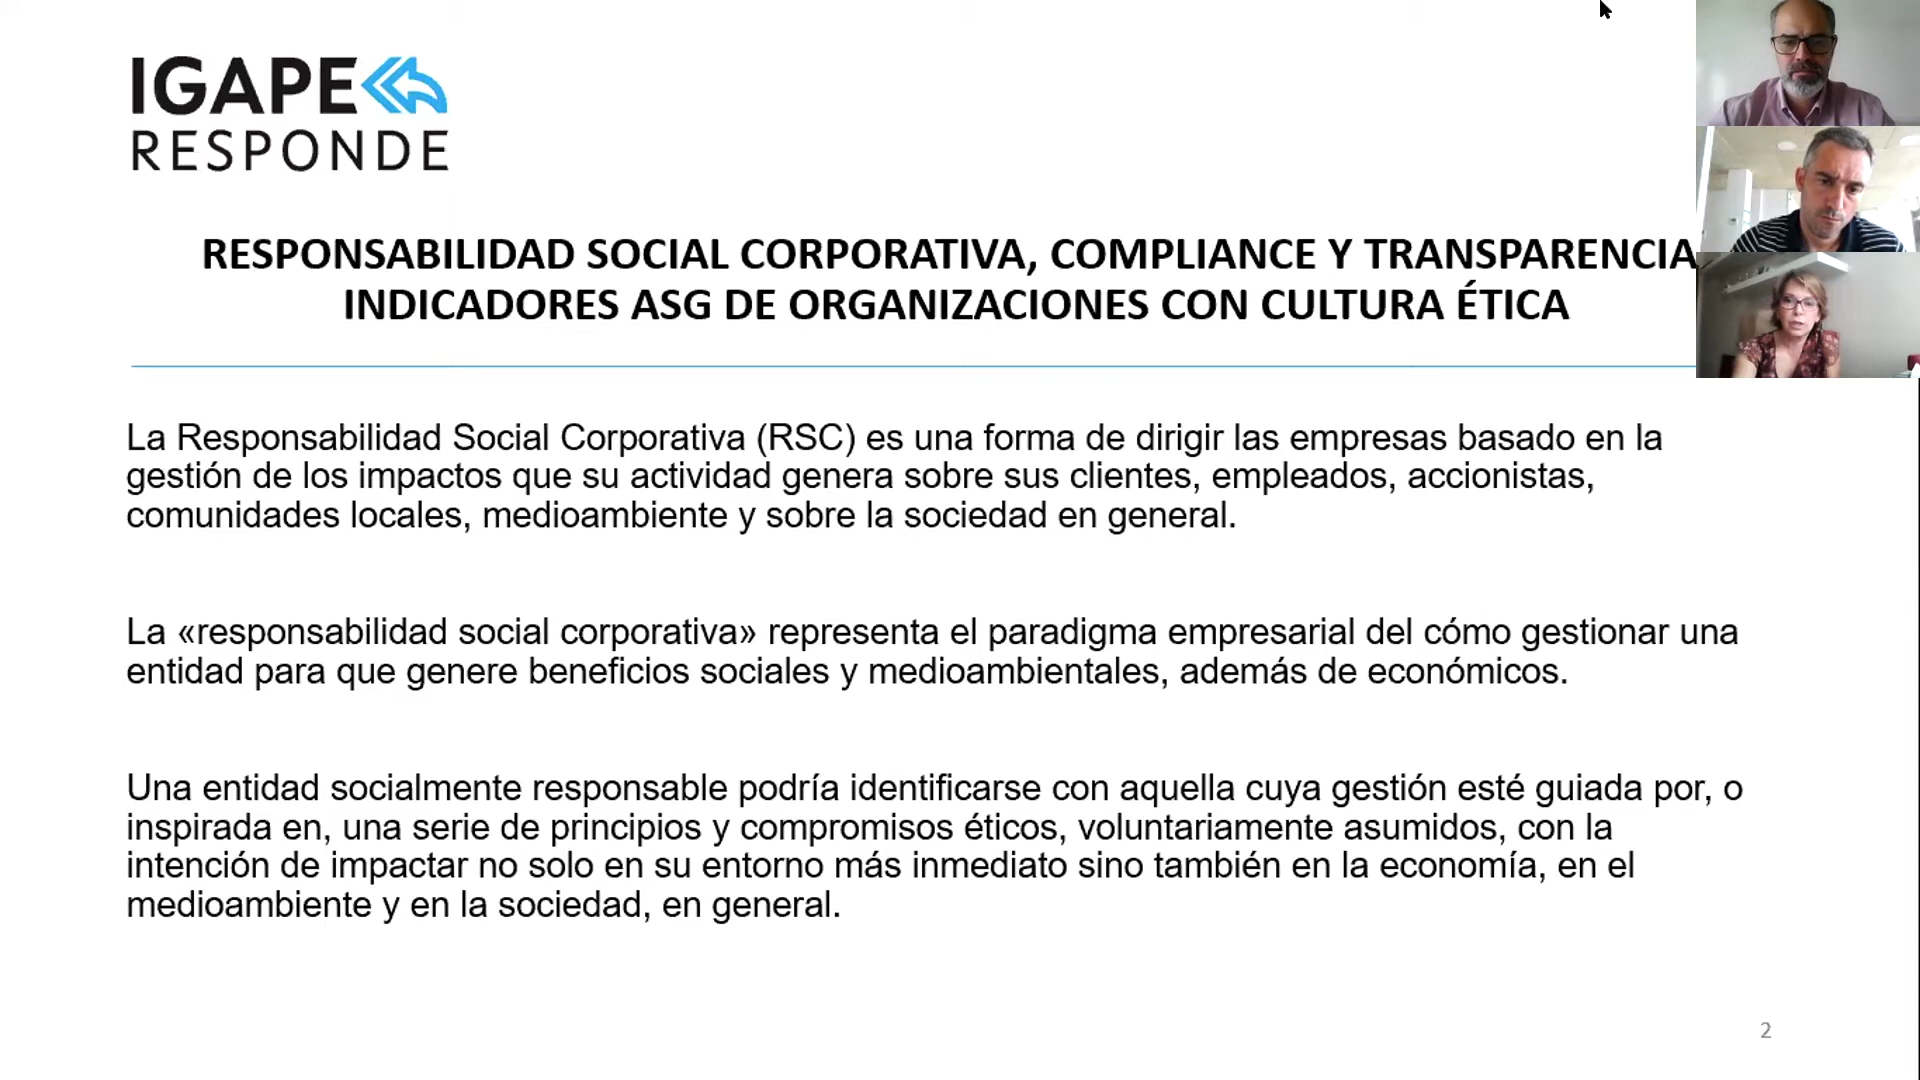 IGAPE
RESPONDE
RESPONSABILIDAD SOCIAL CORPORATIVA, COMPLIANCE Y TRANSPARENCIA
INDICADORES ASG DE ORGANIZACIONES CON CULTURA ÉTICA
La Responsabilidad Social Corporativa (RSC) es una forma de dirigir las empresas basado en la
gestión de los impactos que su actividad genera sobre sus clientes, empleados, accionistas,
comunidades locales, medioambiente y sobre la sociedad en general.
La «responsabilidad social corporativa» representa el paradigma empresarial del cómo gestionar una
entidad para que genere beneficios sociales y medioambientales, además de económicos.
Una entidad socialmente responsable podría identificarse con aquella cuya gestión esté guiada por, o
inspirada en, una serie de principios y compromisos éticos, voluntariamente asumidos, con la
intención de impactar no solo en su entorno más inmediato sino también en la economía, en el
medioambiente y en la sociedad, en general.
2